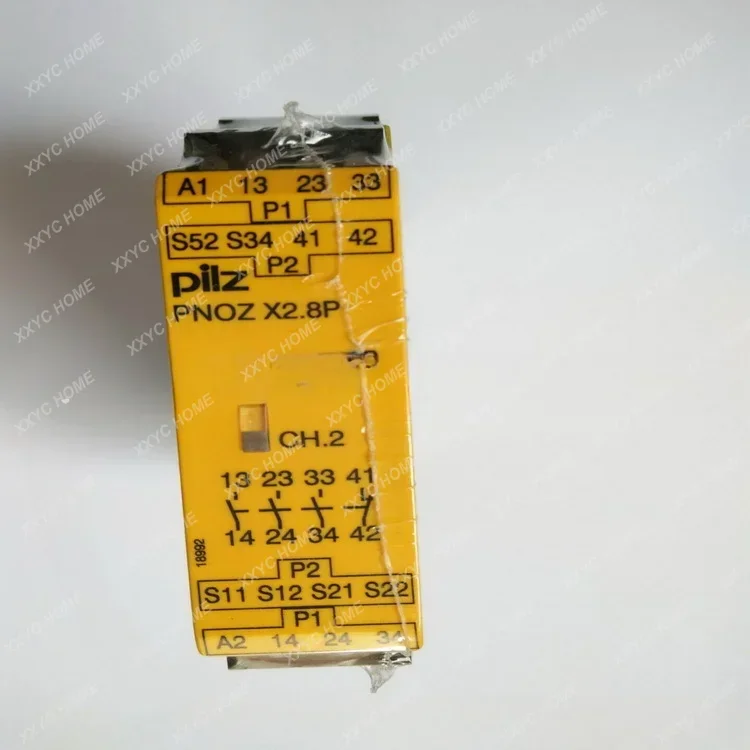 A1 13 23 33
P1
S52 S34 41 42
P2
pilz
PNOZ X2.8P
CH.2
13 23 33 41
14 24 34 42
18992
P2
S11 S12 S21 S22
P1
A2 14 24 34
XXYC HOME